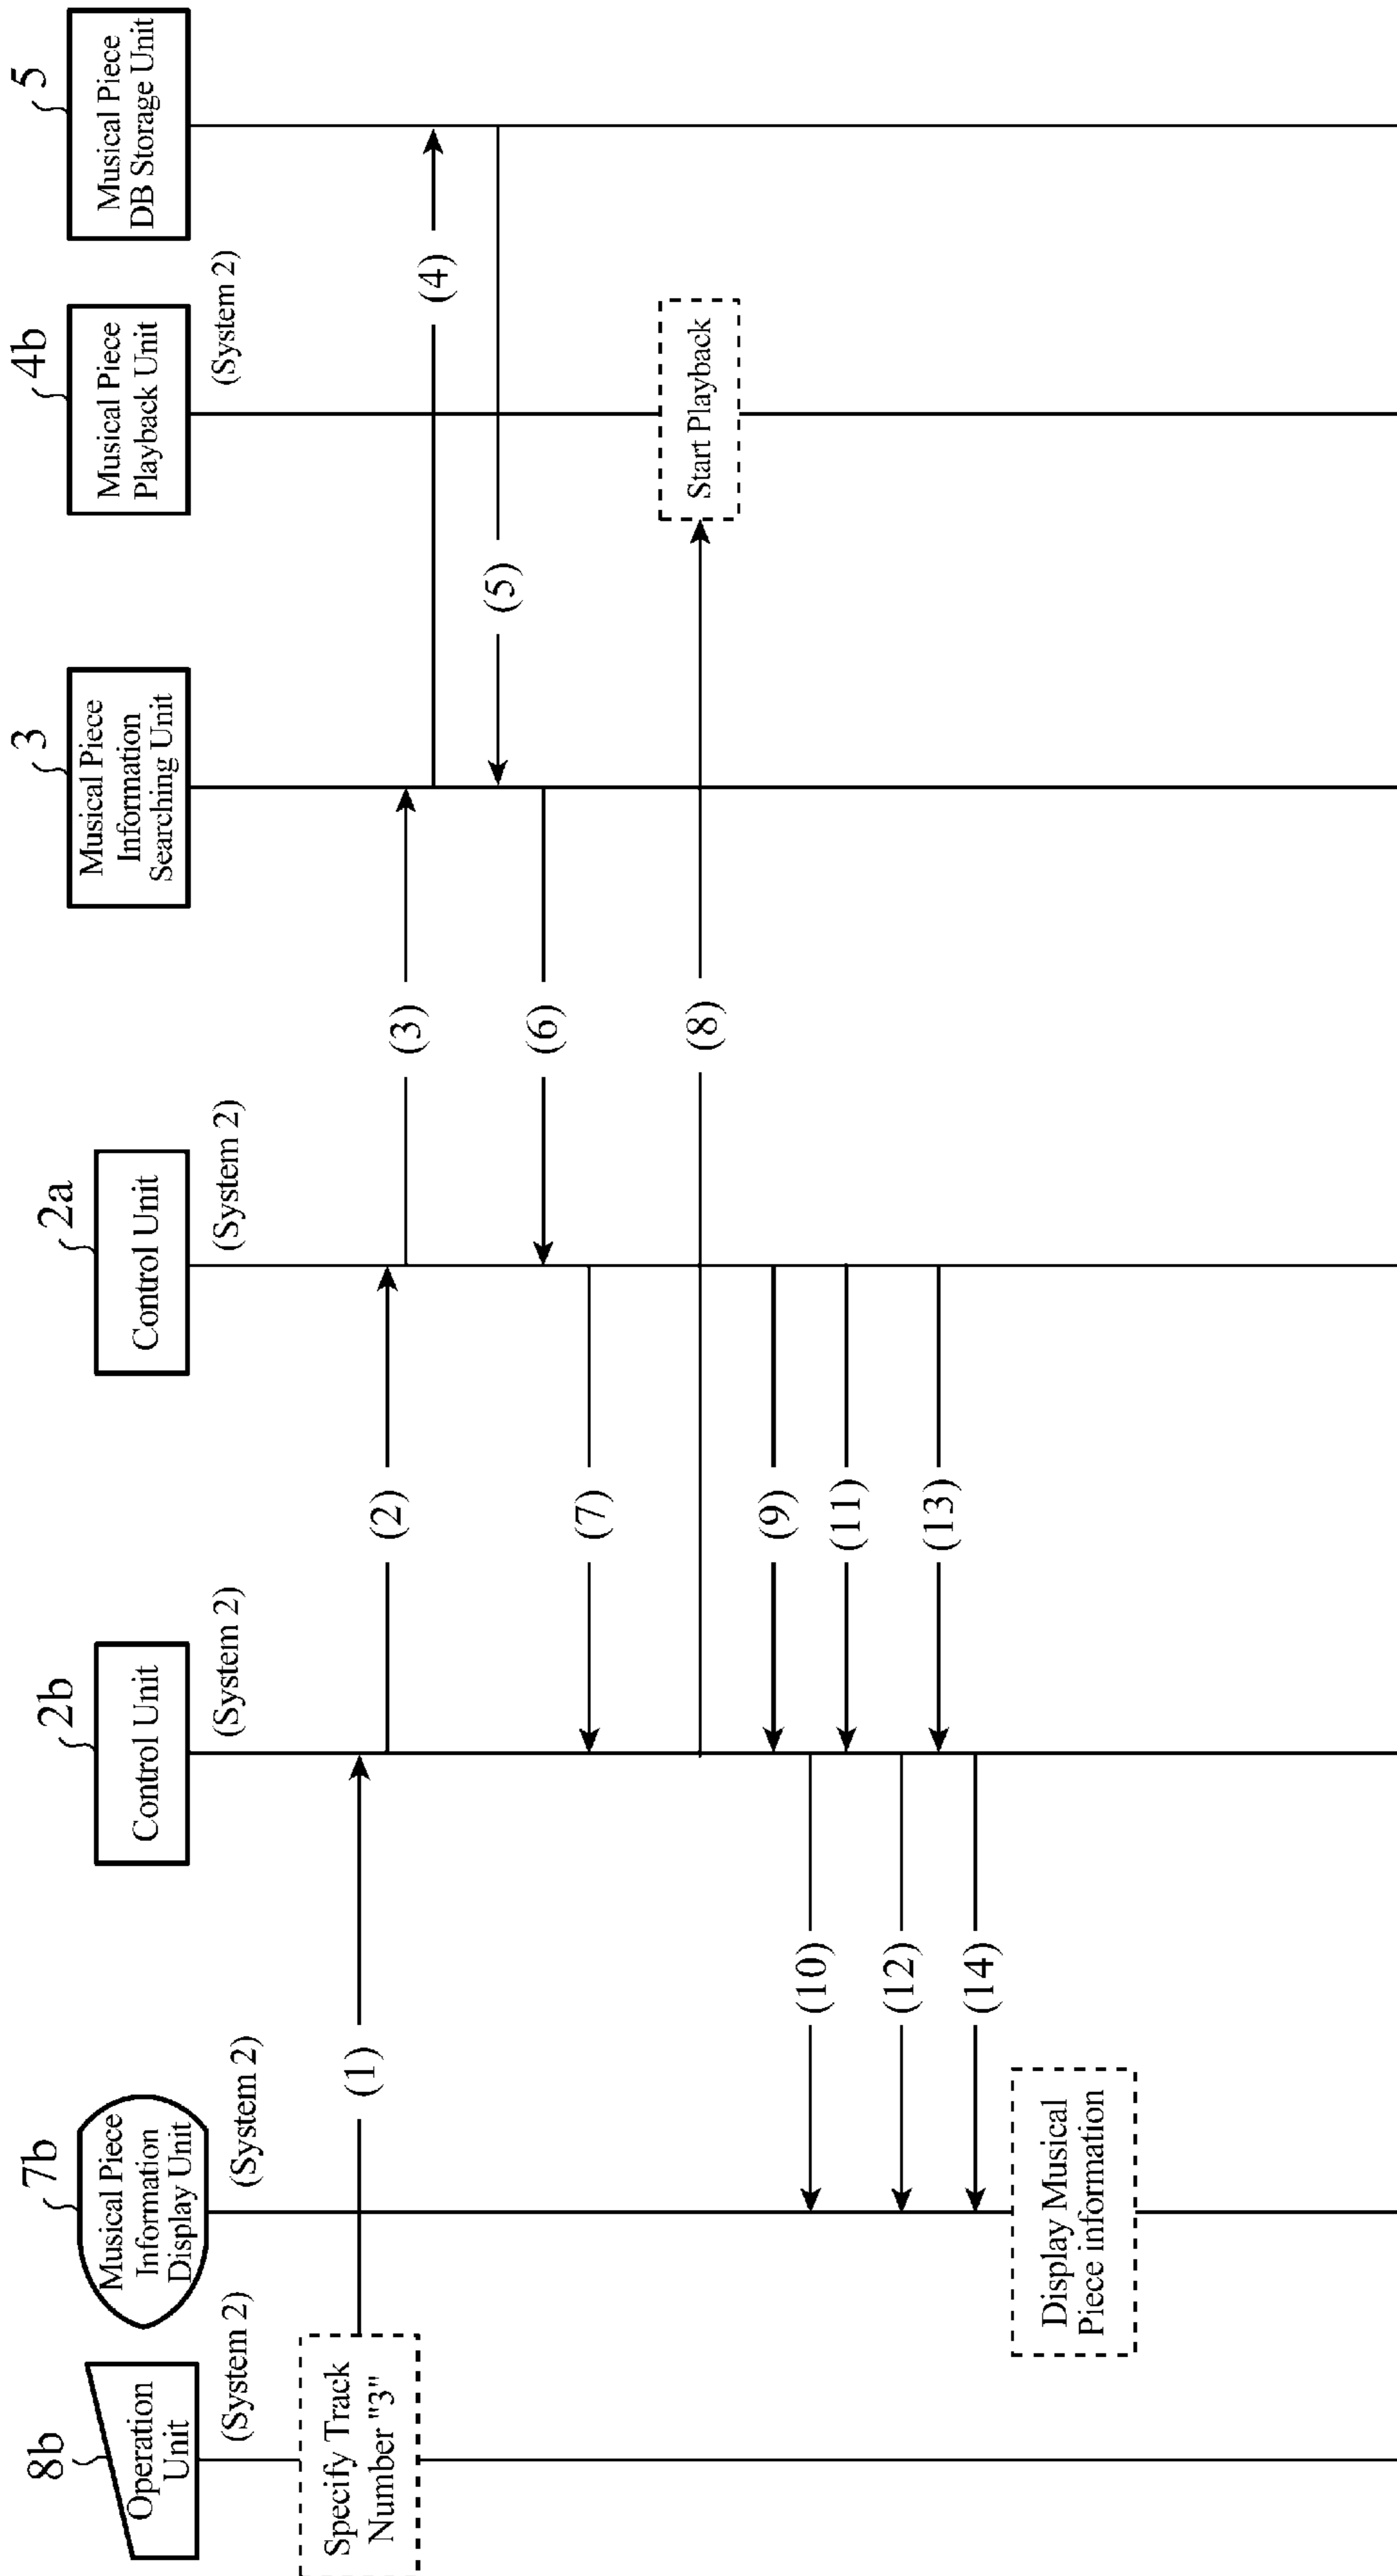 8b
Operation
Unit
(System 2)
7b
Musical Piece
Information
Display Unit
(System 2)
2b
Control Unit
(System 2)
2a
Control Unit
(System 2)
3
Musical Piece
Information
Searching Unit
4b
Musical Piece
Playback Unit
(System 2)
5
Musical Piece
DB Storage Unit
Specify Track
Number "3"
(1)
(2)
(3)
(4)
(5)
(6)
(7)
(8)
Start Playback
(9)
(10)
(11)
(12)
(13)
(14)
Display Musical
Piece information